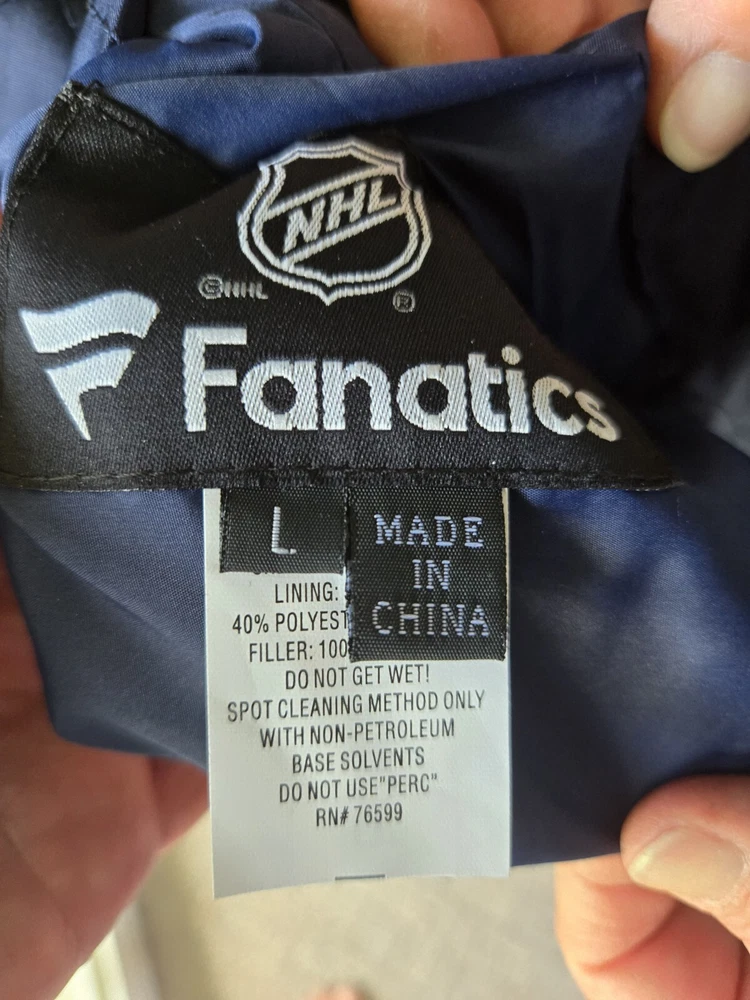 NHL
©NHL ®
Fanatics
L
MADE
IN
CHINA
LINING:
40% POLYEST
FILLER: 100
DO NOT GET WET!
SPOT CLEANING METHOD ONLY
WITH NON-PETROLEUM
BASE SOLVENTS
DO NOT USE"PERC"
RN# 76599